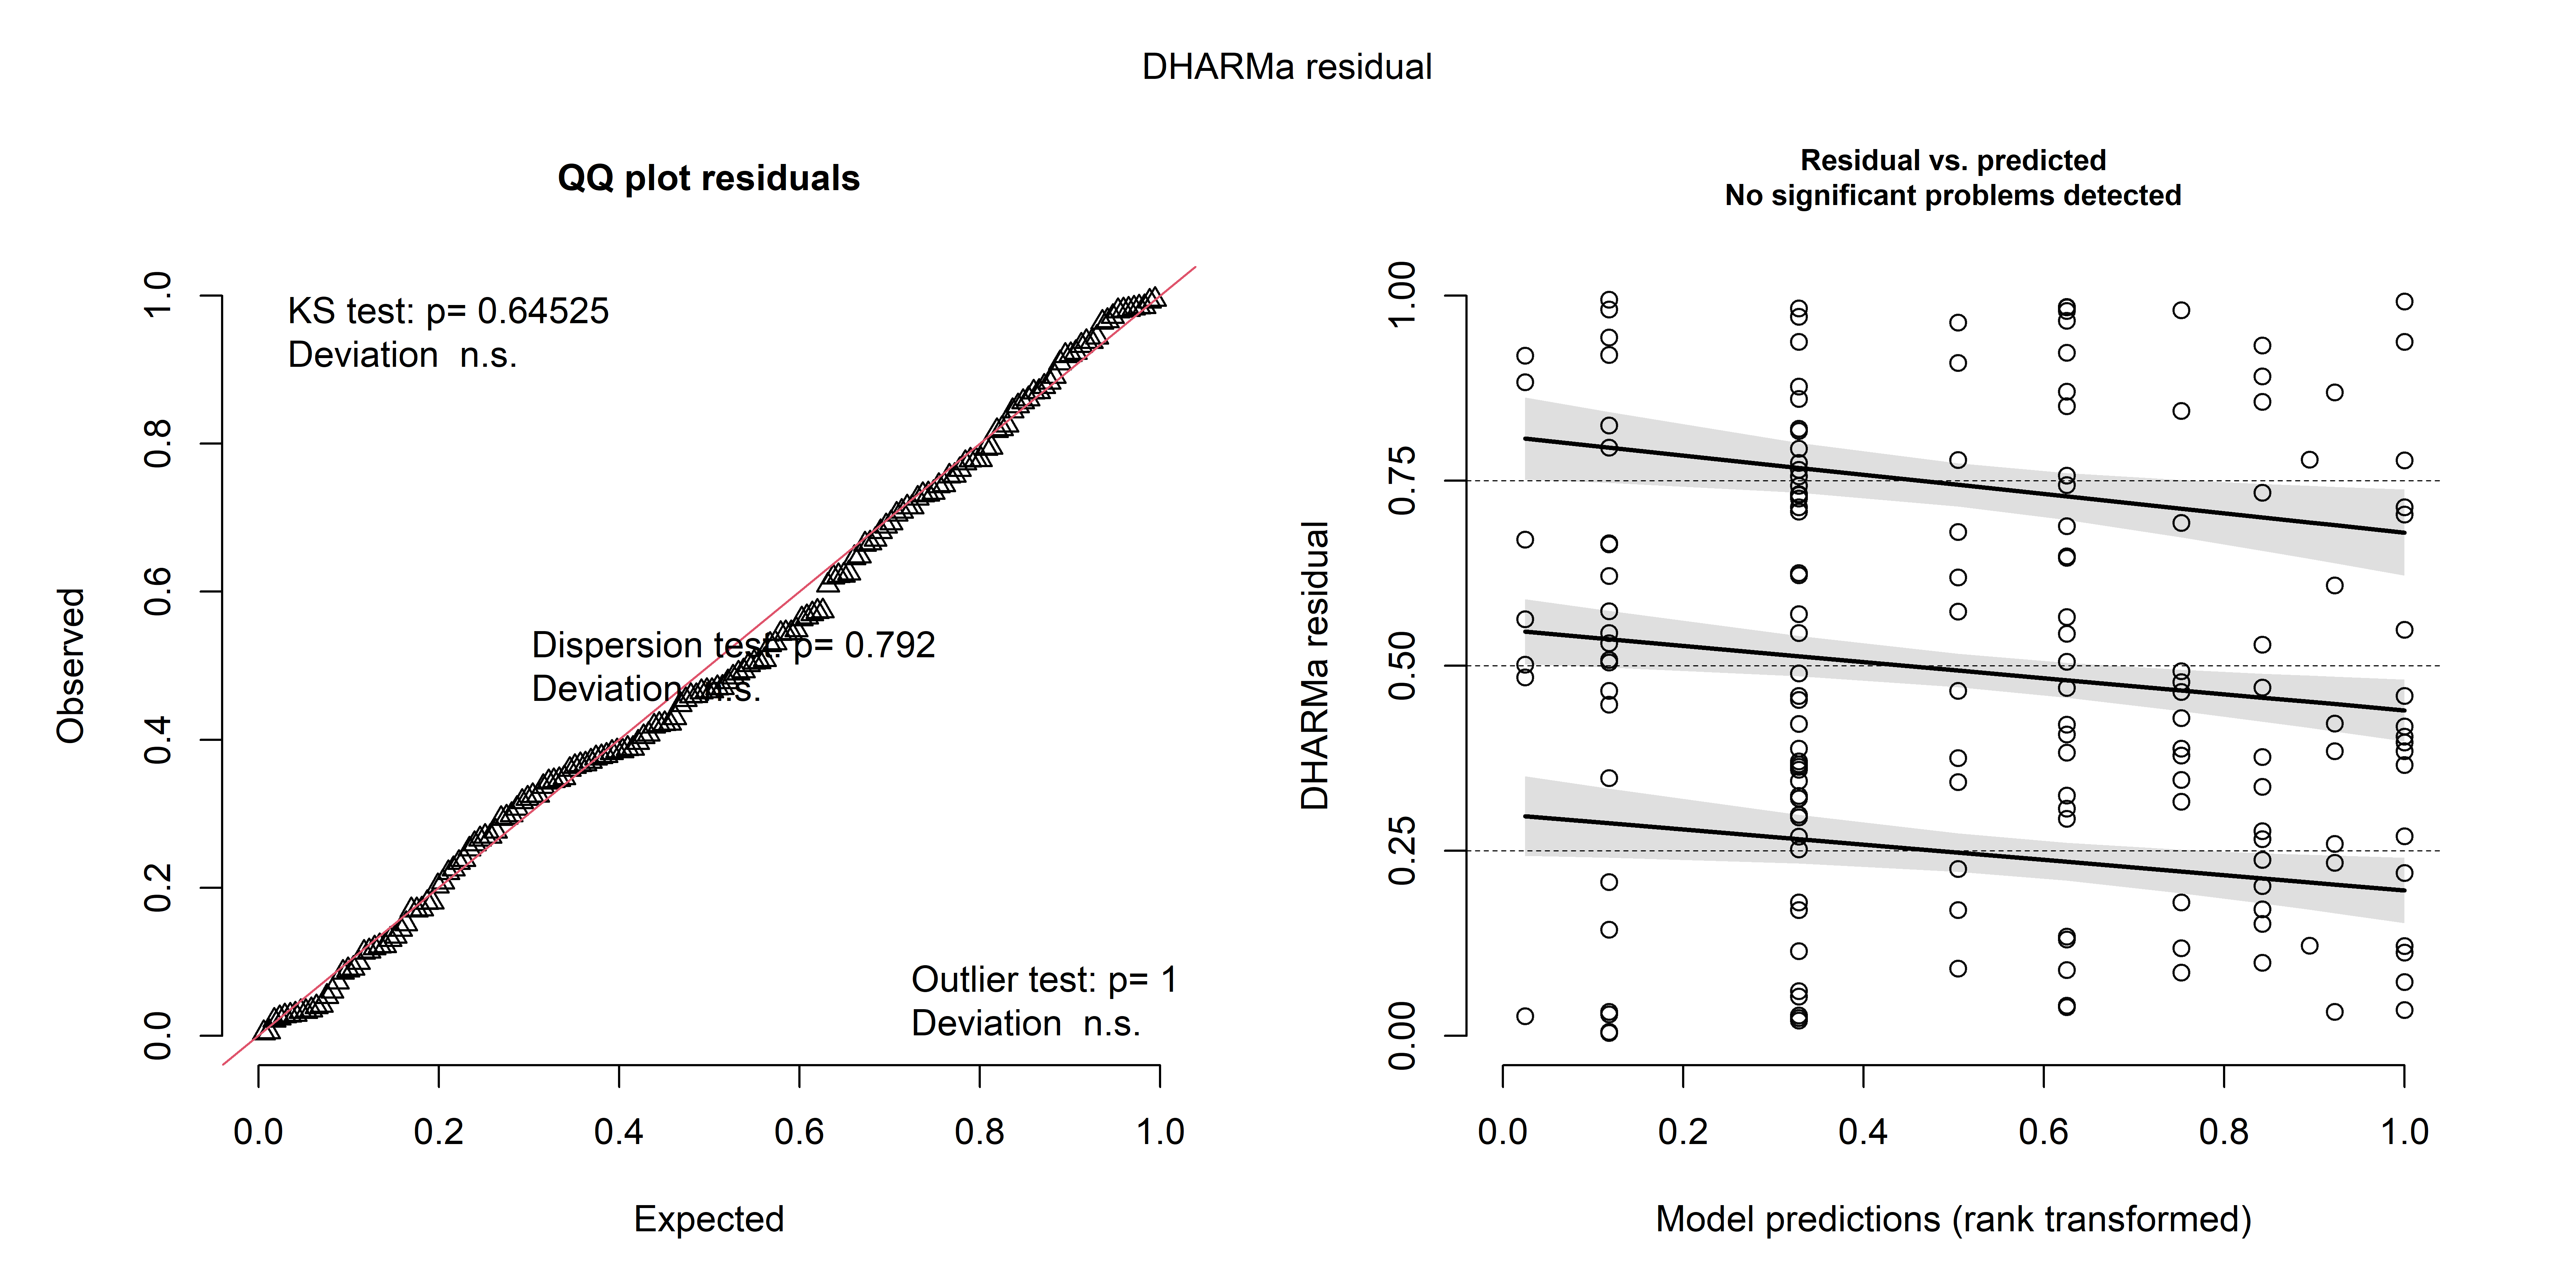 DHARMa residual
QQ plot residuals
KS test: p= 0.64525
Deviation  n.s.
Dispersion test: p= 0.792
Deviation n.s.
Outlier test: p= 1
Deviation  n.s.
Observed
0.0
0.2
0.4
0.6
0.8
1.0
0.0 0.2 0.4 0.6 0.8 1.0
Expected
Residual vs. predicted
No significant problems detected
DHARMa residual
0.00
0.25
0.50
0.75
1.00
0.0 0.2 0.4 0.6 0.8 1.0
Model predictions (rank transformed)